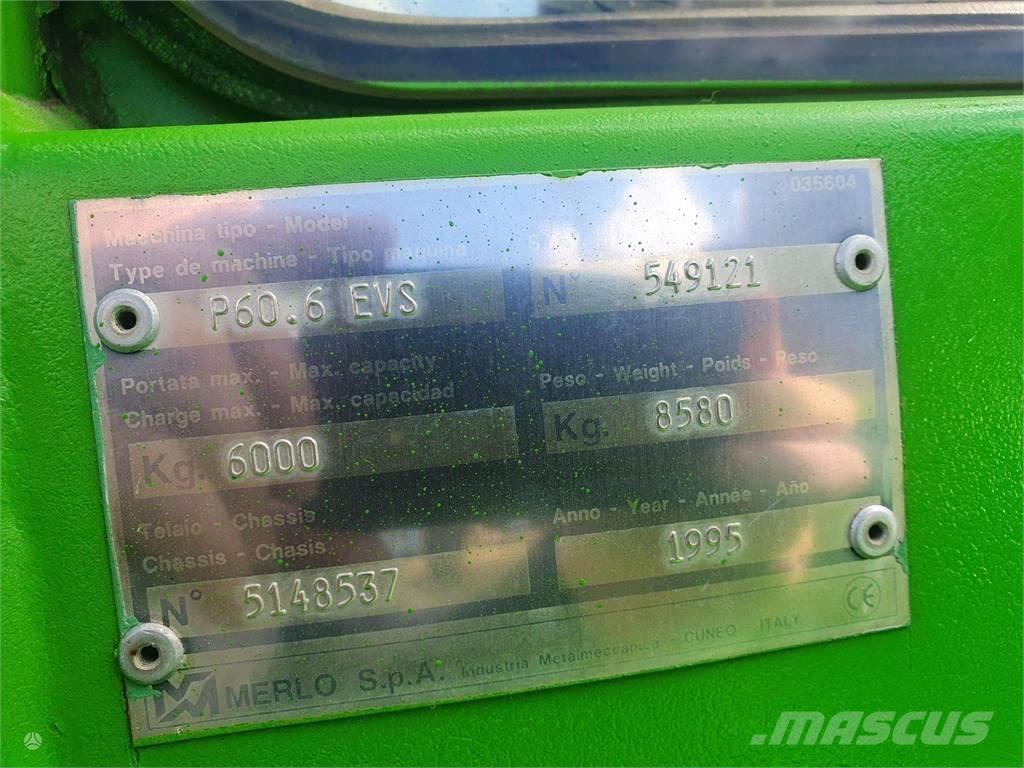 035604
Macchina tipo - Model
Type de machine - Tipo maquina
P60.6 EVS
N° 549121
Portata max. - Max. capacity
Charge max. - Max. capacidad
Kg. 6000
Peso - Weight - Poids - Peso
Kg. 8580
Telaio - Chassis
Chassis - Chasis
N° 5148537
Anno - Year - Année - Año
1995
CE
MERLO S.p.A. Industria Metalmeccanica - CUNEO ITALY
MASCUS